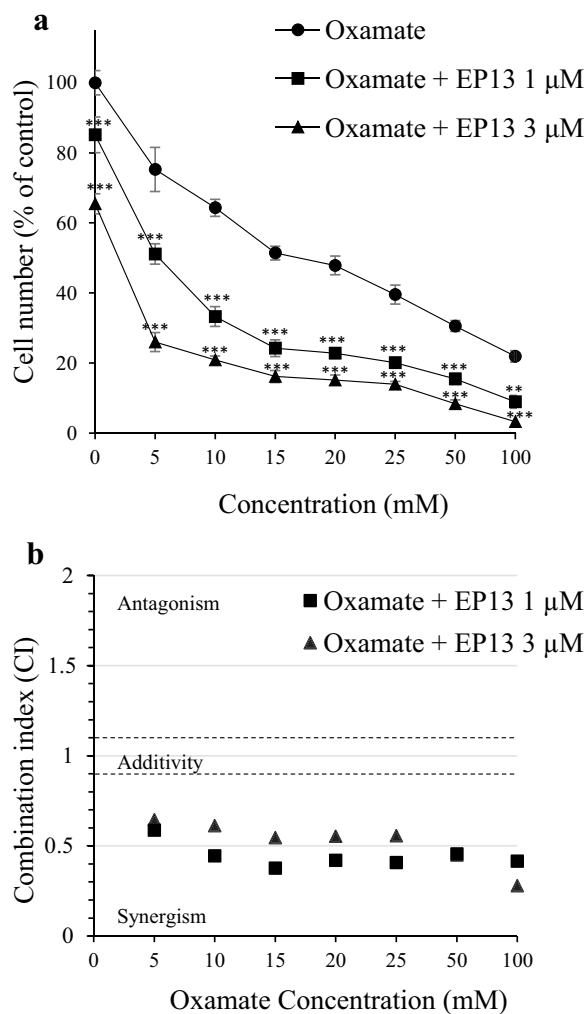 a
Oxamate
Oxamate + EP13 1 μM
Oxamate + EP13 3 μM
Cell number (% of control)
100
80
60
40
20
0
***
***
***
***
***
***
***
***
***
***
***
***
***
***
**
***
0 5 10 15 20 25 50 100
Concentration (mM)
b
Combination index (CI)
2
1.5
1
0.5
0
Antagonism
Oxamate + EP13 1 μM
Oxamate + EP13 3 μM
Additivity
Synergism
0 5 10 15 20 25 50 100
Oxamate Concentration (mM)